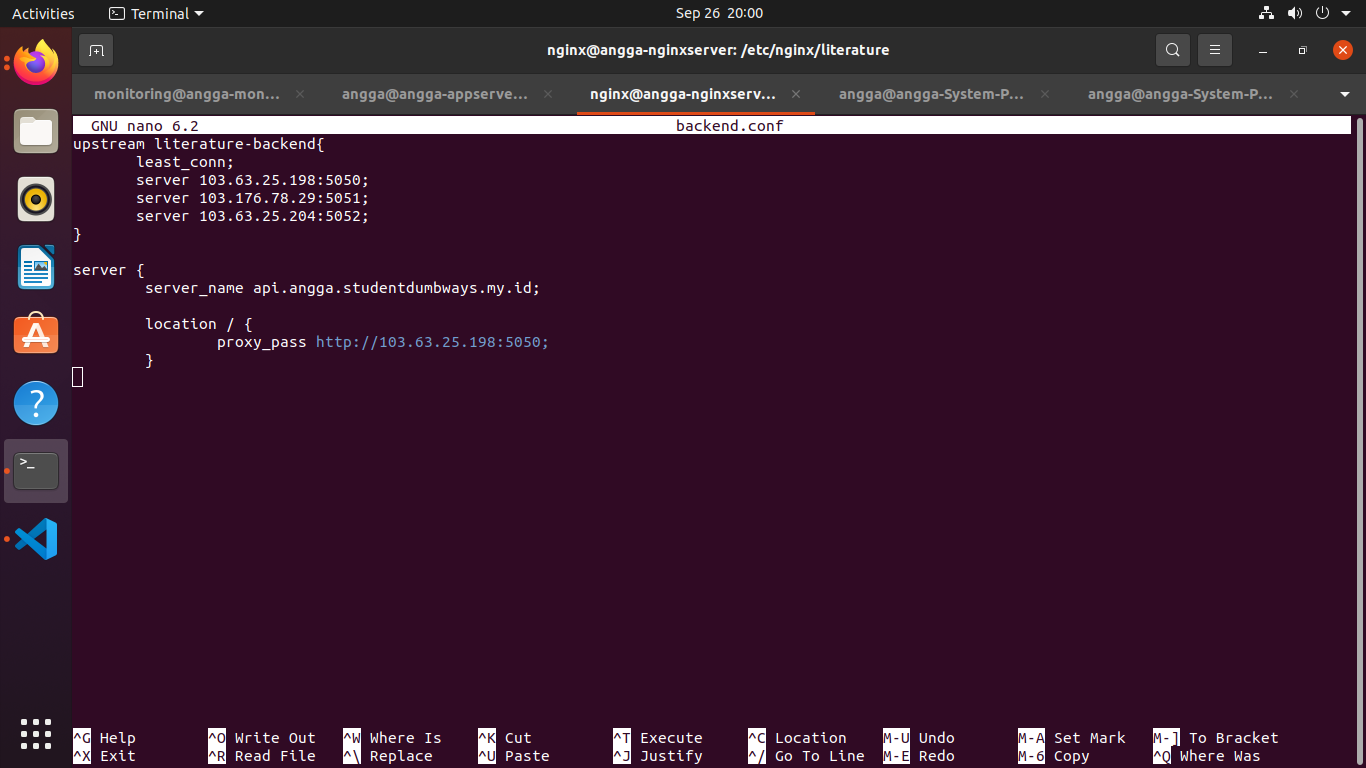 Activities Terminal Sep 26 20:00
nginx@angga-nginxserver: /etc/nginx/literature
monitoring@angga-mon... angga@angga-appserve... nginx@angga-nginxserv... angga@angga-System-P... angga@angga-System-P...
GNU nano 6.2 backend.conf
upstream literature-backend{
least_conn;
server 103.63.25.198:5050;
server 103.176.78.29:5051;
server 103.63.25.204:5052;
}
server {
server_name api.angga.studentdumbways.my.id;
location / {
proxy_pass http://103.63.25.198:5050;
}
^G Help ^O Write Out ^W Where Is ^K Cut ^T Execute ^C Location M-U Undo M-A Set Mark M-] To Bracket
^X Exit ^R Read File ^\ Replace ^U Paste ^J Justify ^/ Go To Line M-E Redo M-6 Copy ^Q Where Was